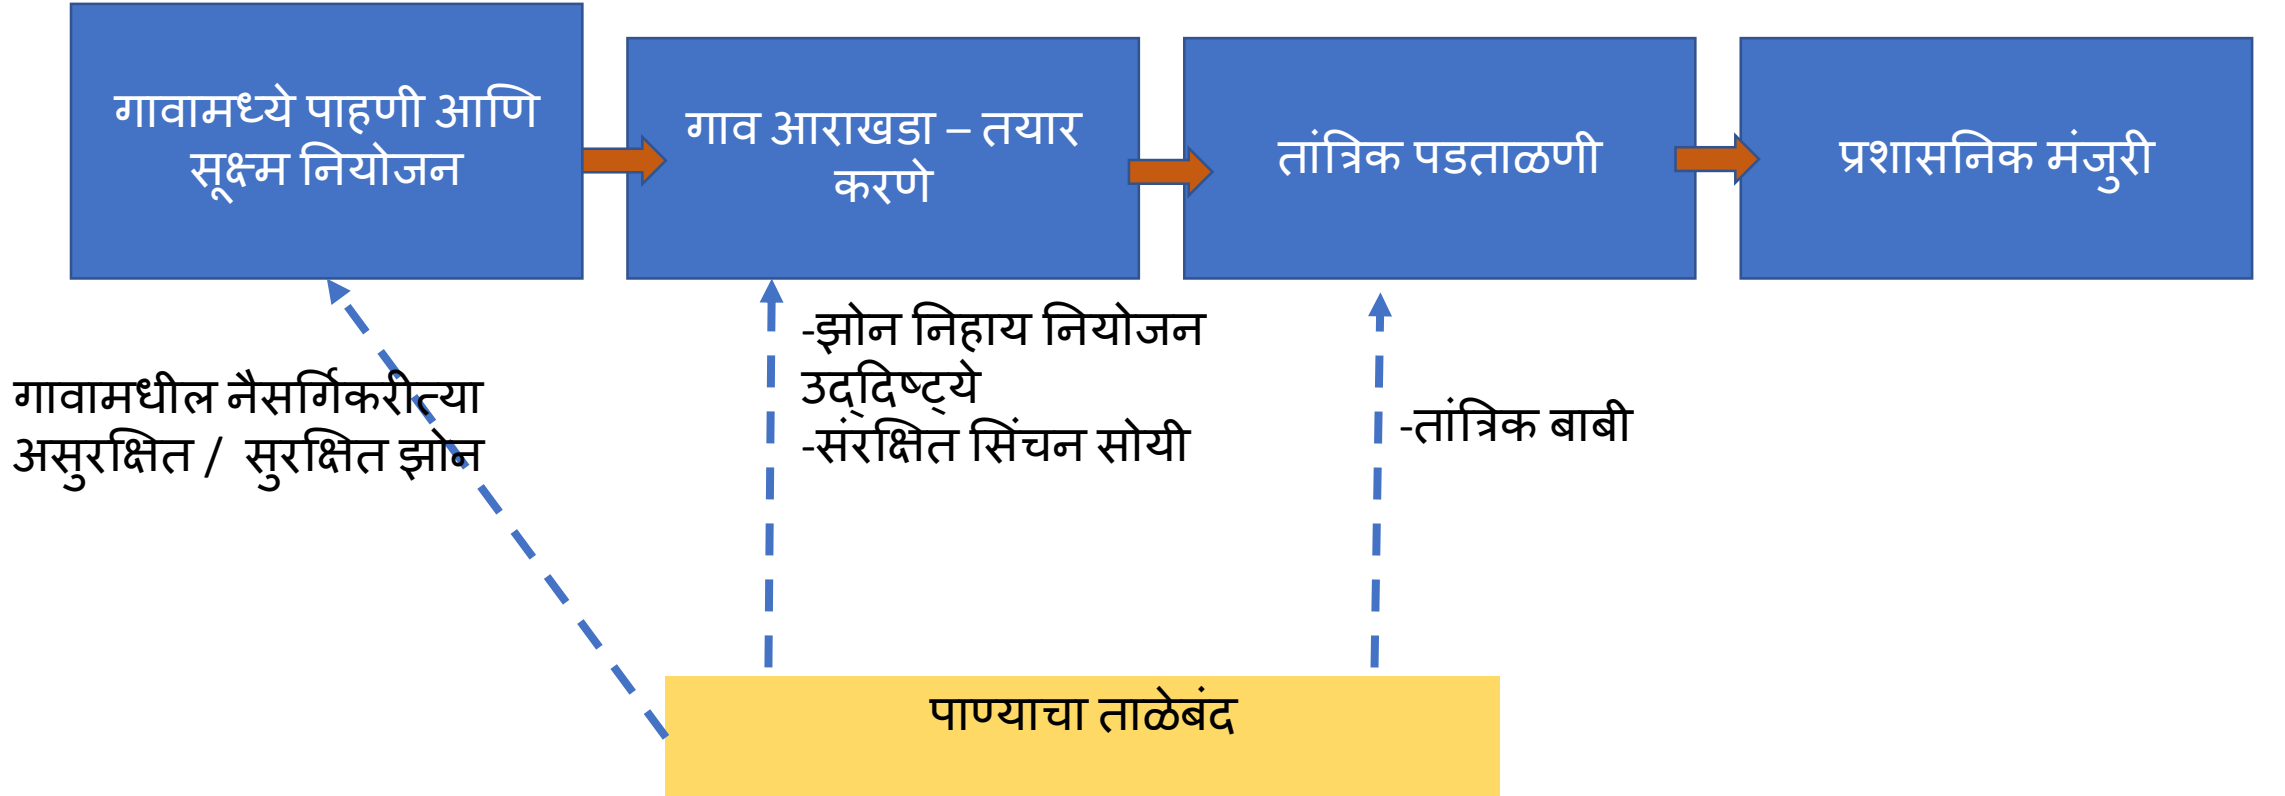 गावामध्ये पाहणी आणि
सूक्ष्म नियोजन
गाव आराखडा – तयार
करणे
तांत्रिक पडताळणी
प्रशासनिक मंजुरी
गावामधील नैसर्गिकरीत्या
असुरक्षित / सुरक्षित झोन
-झोन निहाय नियोजन
उद्दिष्ट्ये
-संरक्षित सिंचन सोयी
-तांत्रिक बाबी
पाण्याचा ताळेबंद